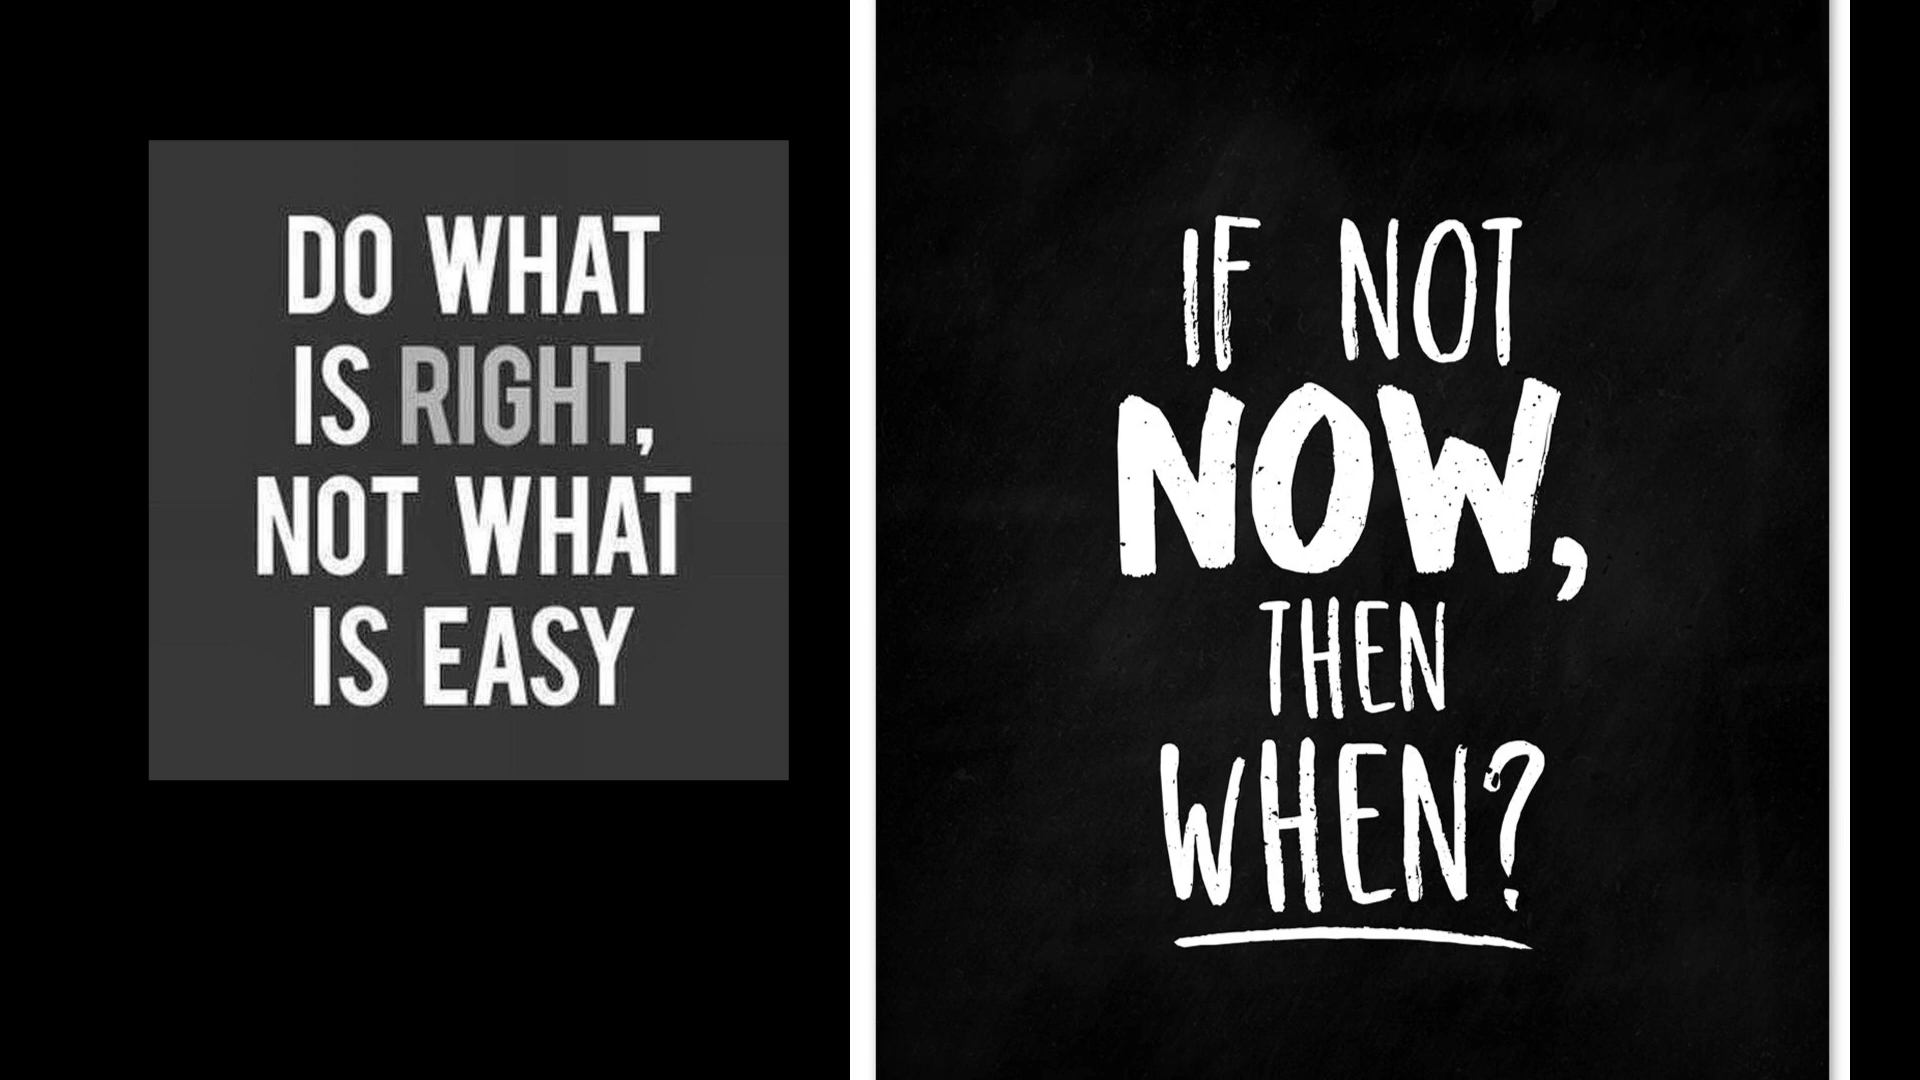 DO WHAT
IS RIGHT,
NOT WHAT
IS EASY
IF NOT
NOW,
THEN
WHEN?